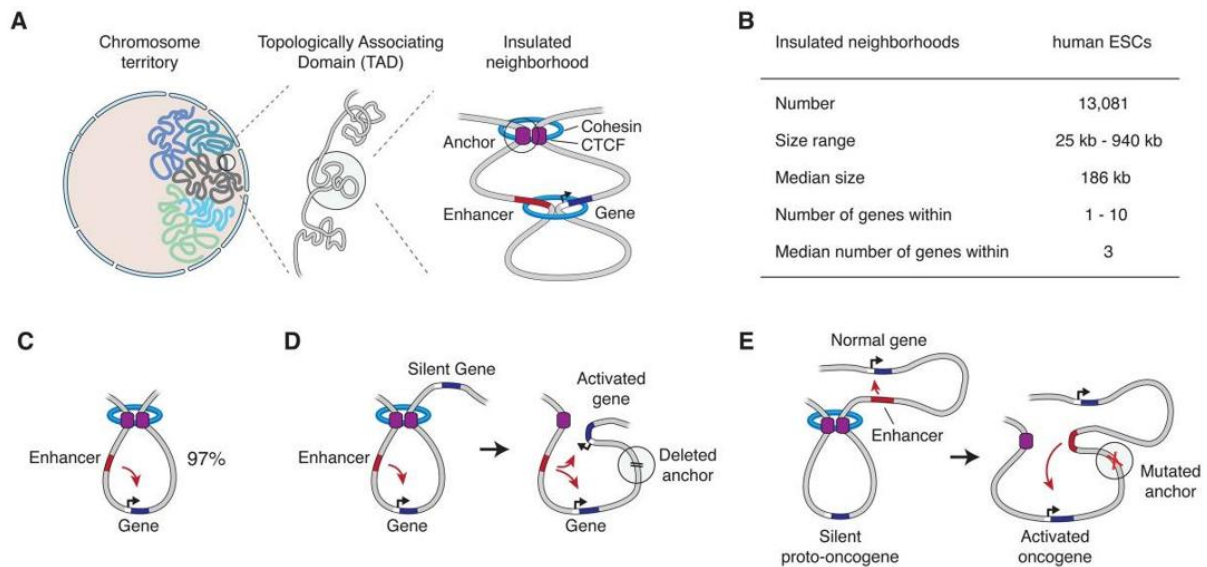 A
Chromosome
territory
Topologically Associating
Domain (TAD)
Insulated
neighborhood
Anchor
Cohesin
CTCF
Enhancer
Gene
B
Insulated neighborhoods human ESCs
Number 13,081
Size range 25 kb - 940 kb
Median size 186 kb
Number of genes within 1 - 10
Median number of genes within 3
C
Enhancer
97%
Gene
D
Silent Gene
Enhancer
Gene
Activated
gene
Deleted
anchor
Gene
E
Normal gene
Enhancer
Silent
proto-oncogene
Mutated
anchor
Activated
oncogene